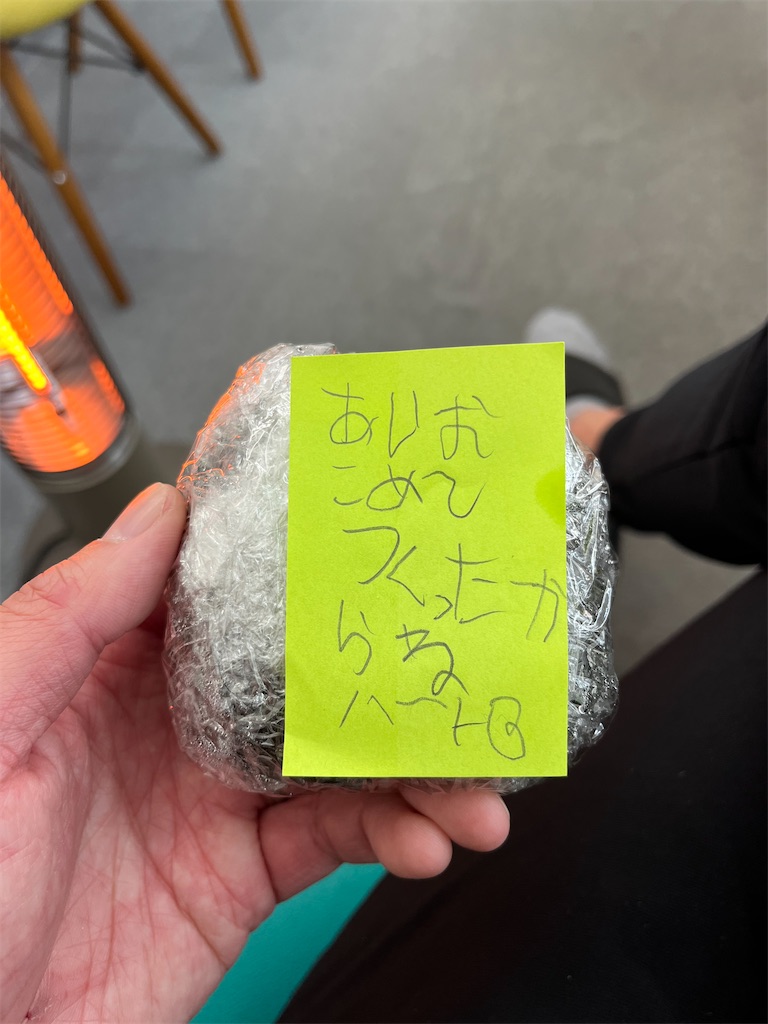 あいお
こめて
つくったか
らね
ハート